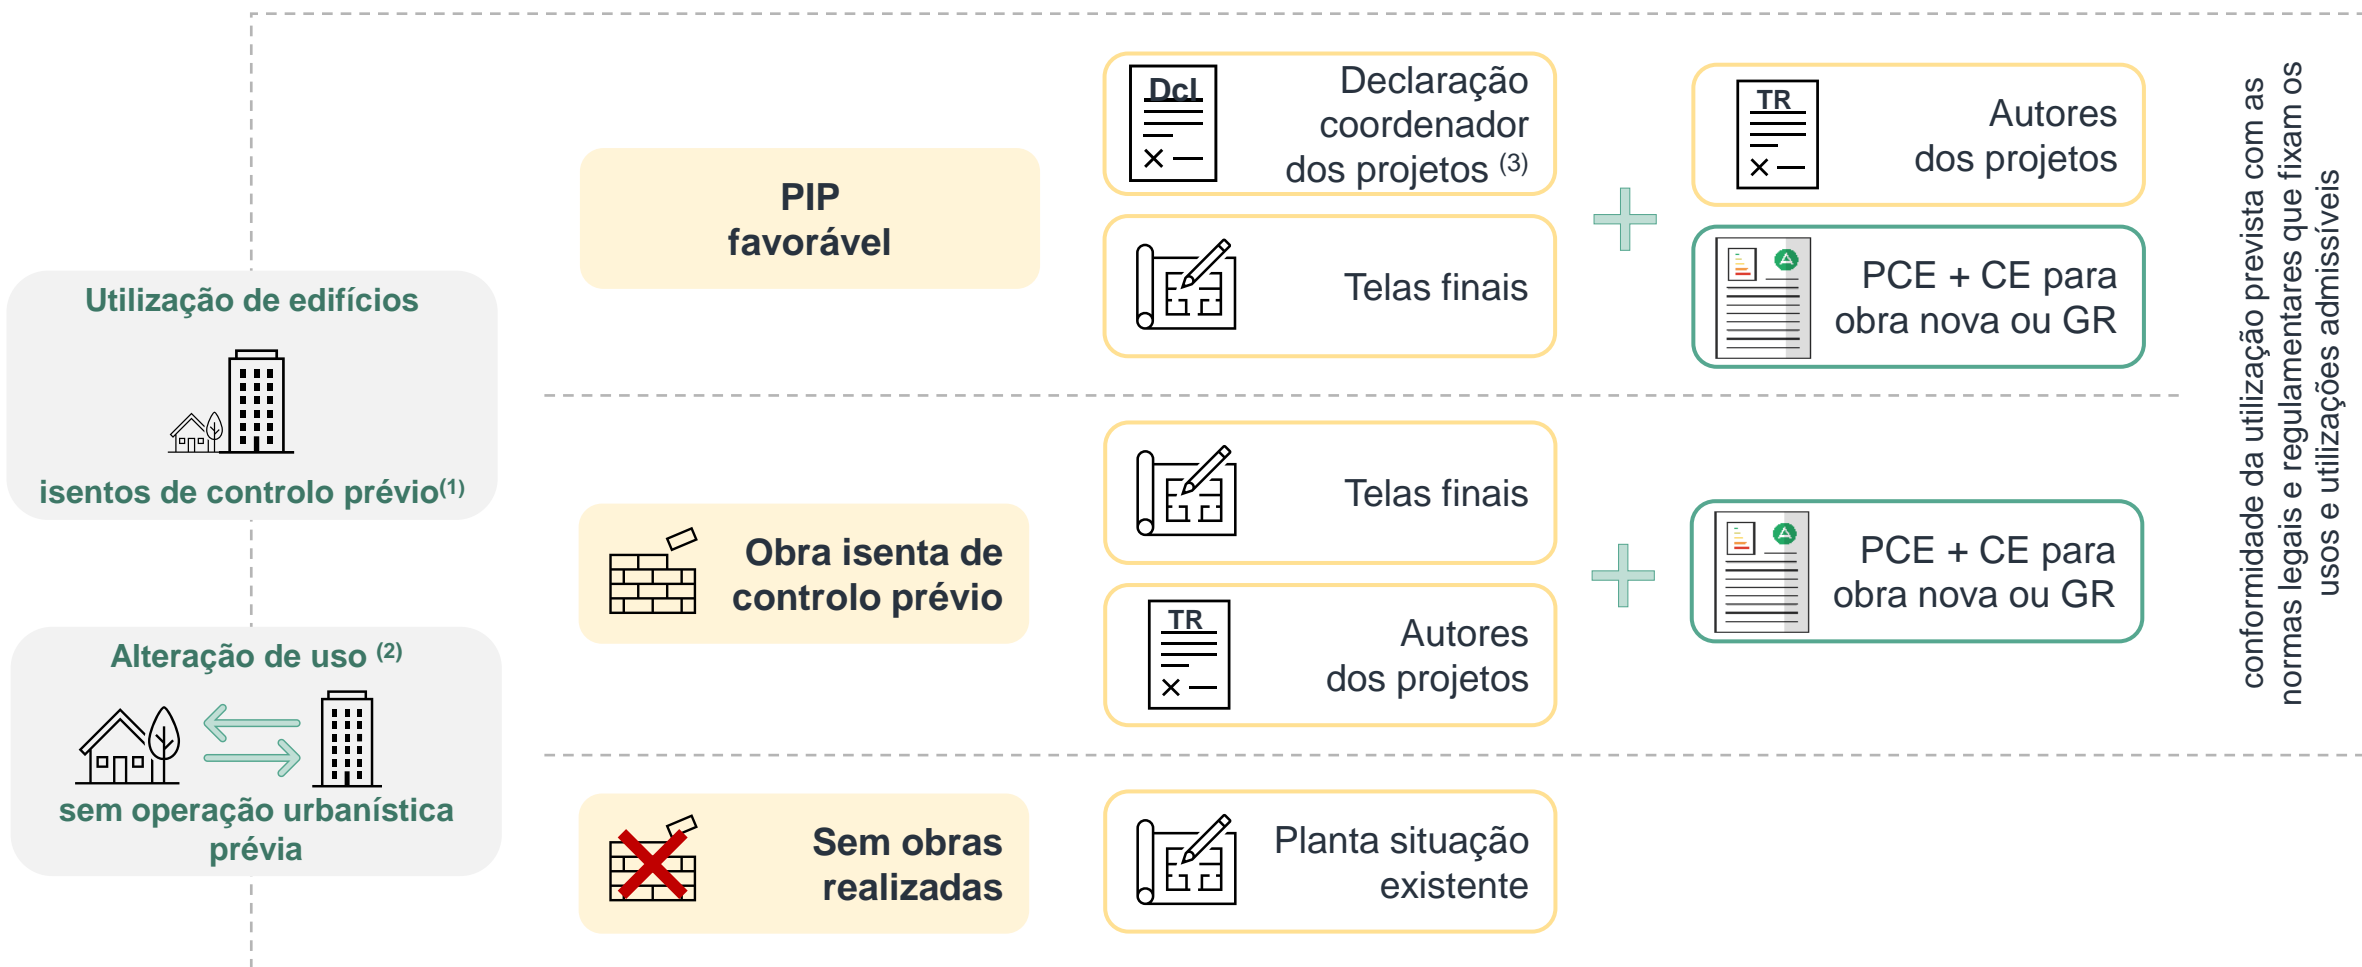 Utilização de edifícios
isentos de controlo prévio(1)
Alteração de uso (2)
sem operação urbanística
prévia
PIP
favorável
Dcl
Declaração
coordenador
dos projetos (3)
Telas finais
TR
Autores
dos projetos
PCE + CE para
obra nova ou GR
Obra isenta de
controlo prévio
Telas finais
TR
Autores
dos projetos
PCE + CE para
obra nova ou GR
Sem obras
realizadas
Planta situação
existente
conformidade da utilização prevista com as
normas legais e regulamentares que fixam os
usos e utilizações admissíveis